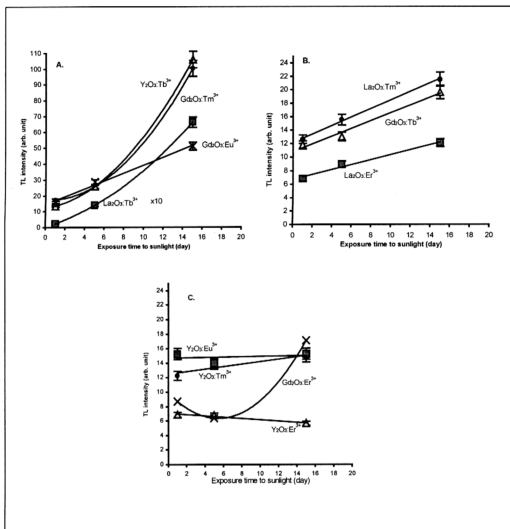 A.
110
100
90
80
70
60
50
40
30
20
10
0
TL intensity (arb. unit)
Y₂O₃:Tb³⁺
Gd₂O₃:Tm³⁺
Gd₂O₃:Eu³⁺
La₂O₃:Tb³⁺ x10
0 2 4 6 8 10 12 14 16 18 20
Exposure time to sunlight (day)
B.
24
22
20
18
16
14
12
10
8
6
4
2
0
TL intensity (arb. unit)
La₂O₃:Tm³⁺
Gd₂O₃:Tb³⁺
La₂O₃:Er³⁺
0 2 4 6 8 10 12 14 16 18 20
Exposure time to sunlight (day)
C.
24
22
20
18
16
14
12
10
8
6
4
2
0
TL intensity (arb. unit)
Y₂O₃:Eu³⁺
Y₂O₃:Tm³⁺
Gd₂O₃:Er³⁺
Y₂O₃:Er³⁺
0 2 4 6 8 10 12 14 16 18 20
Exposure time to sunlight (day)